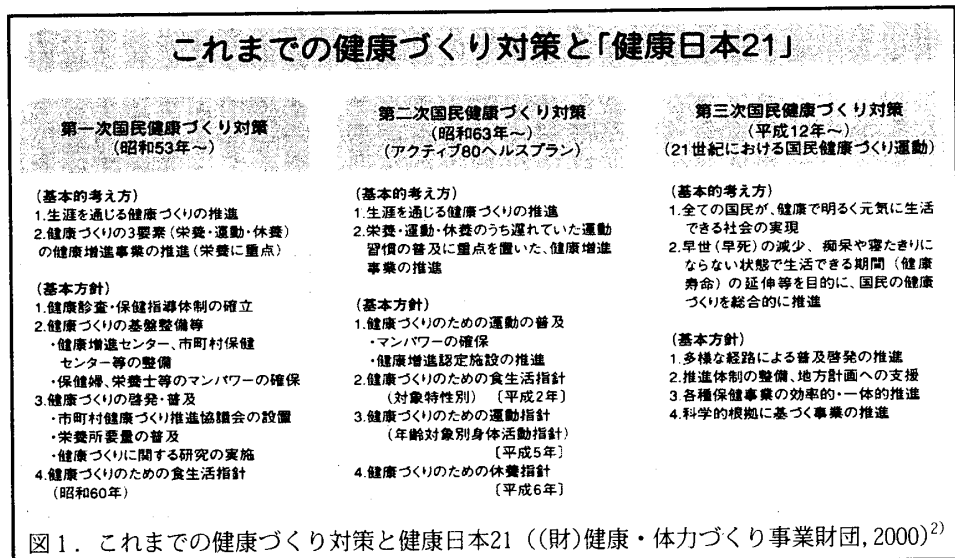 これまでの健康づくり対策と「健康日本21」
第一次国民健康づくり対策
(昭和53年~)
(基本的考え方)
1.生涯を通じる健康づくりの推進
2.健康づくりの3要素(栄養・運動・休養)
の健康増進事業の推進(栄養に重点)
(基本方針)
1.健康診査・保健指導体制の確立
2.健康づくりの基盤整備等
・健康増進センター、市町村保健
センター等の整備
・保健婦、栄養士等のマンパワーの確保
3.健康づくりの啓発・普及
・市町村健康づくり推進協議会の設置
・栄養所要量の普及
・健康づくりに関する研究の実施
4.健康づくりのための食生活指針
(昭和60年)
第二次国民健康づくり対策
(昭和63年~)
(アクティブ80ヘルスプラン)
(基本的考え方)
1.生涯を通じる健康づくりの推進
2.栄養・運動・休養のうち遅れていた運動
習慣の普及に重点を置いた、健康増進
事業の推進
(基本方針)
1.健康づくりのための運動の普及
・マンパワーの確保
・健康増進認定施設の推進
2.健康づくりのための食生活指針
(対象特性別) 〔平成2年〕
3.健康づくりのための運動指針
(年齢対象別身体活動指針)
〔平成5年〕
4.健康づくりのための休養指針
〔平成6年〕
第三次国民健康づくり対策
(平成12年~)
(21世紀における国民健康づくり運動)
(基本的考え方)
1.全ての国民が、健康で明るく元気に生活
できる社会の実現
2.早世(早死)の減少、痴呆や寝たきりに
ならない状態で生活できる期間(健康
寿命)の延伸等を目的に、国民の健康
づくりを総合的に推進
(基本方針)
1.多様な経路による普及啓発の推進
2.推進体制の整備、地方計画への支援
3.各種保健事業の効率的・一体的推進
4.科学的根拠に基づく事業の推進
図1. これまでの健康づくり対策と健康日本21 ((財)健康・体力づくり事業財団, 2000)2)